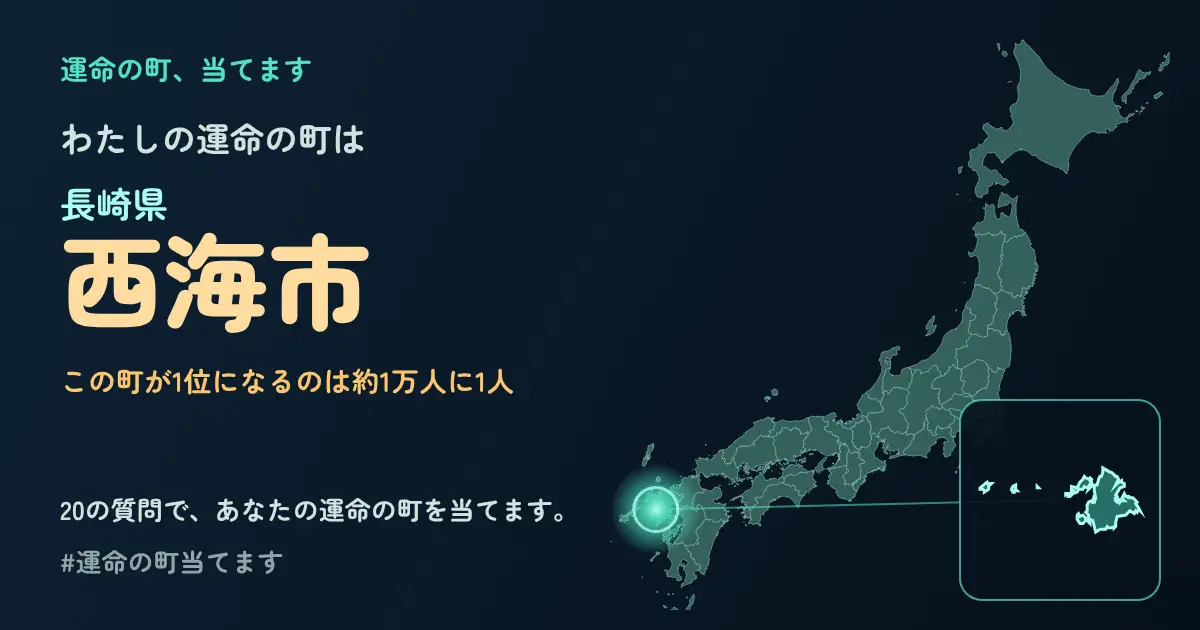 運命の町、当てます
わたしの運命の町は
長崎県
西海市
この町が1位になるのは約1万人に1人
20の質問で、あなたの運命の町を当てます。
#運命の町当てます